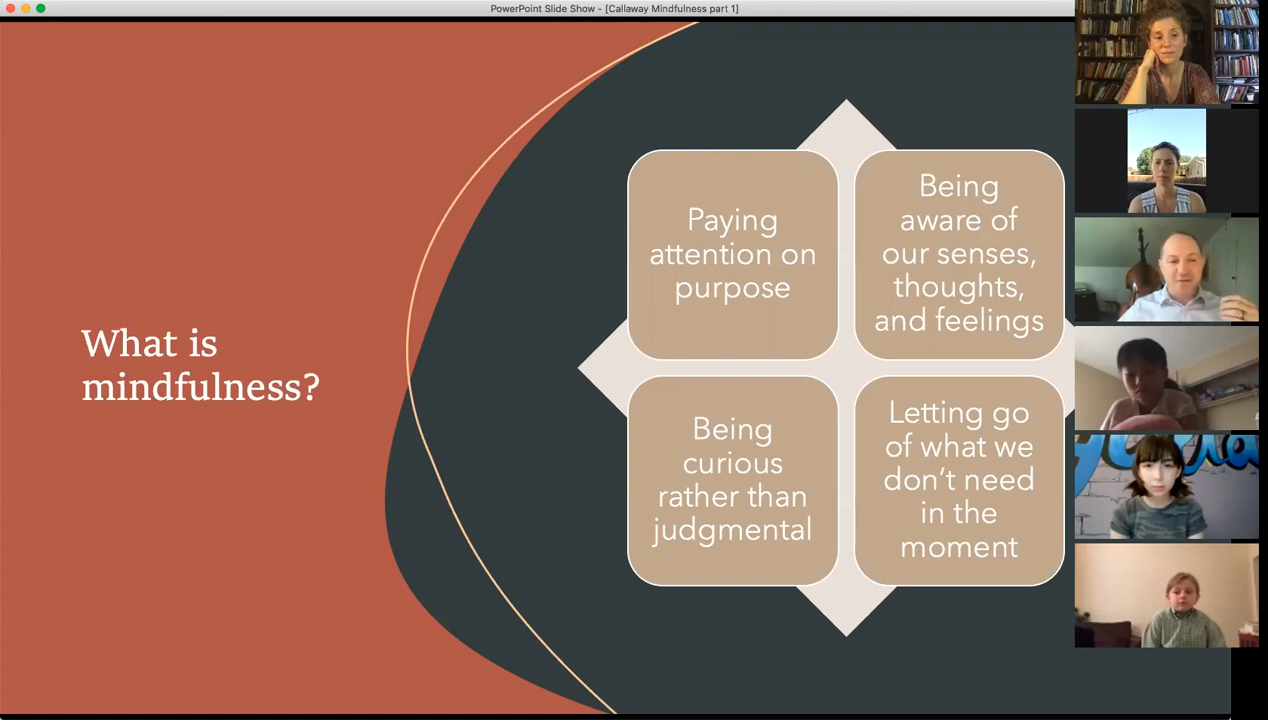 PowerPoint Slide Show - [Callaway Mindfulness part 1]
What is
mindfulness?
Paying
attention on
purpose
Being
aware of
our senses,
thoughts,
and feelings
Being
curious
rather than
judgmental
Letting go
of what we
don't need
in the
moment